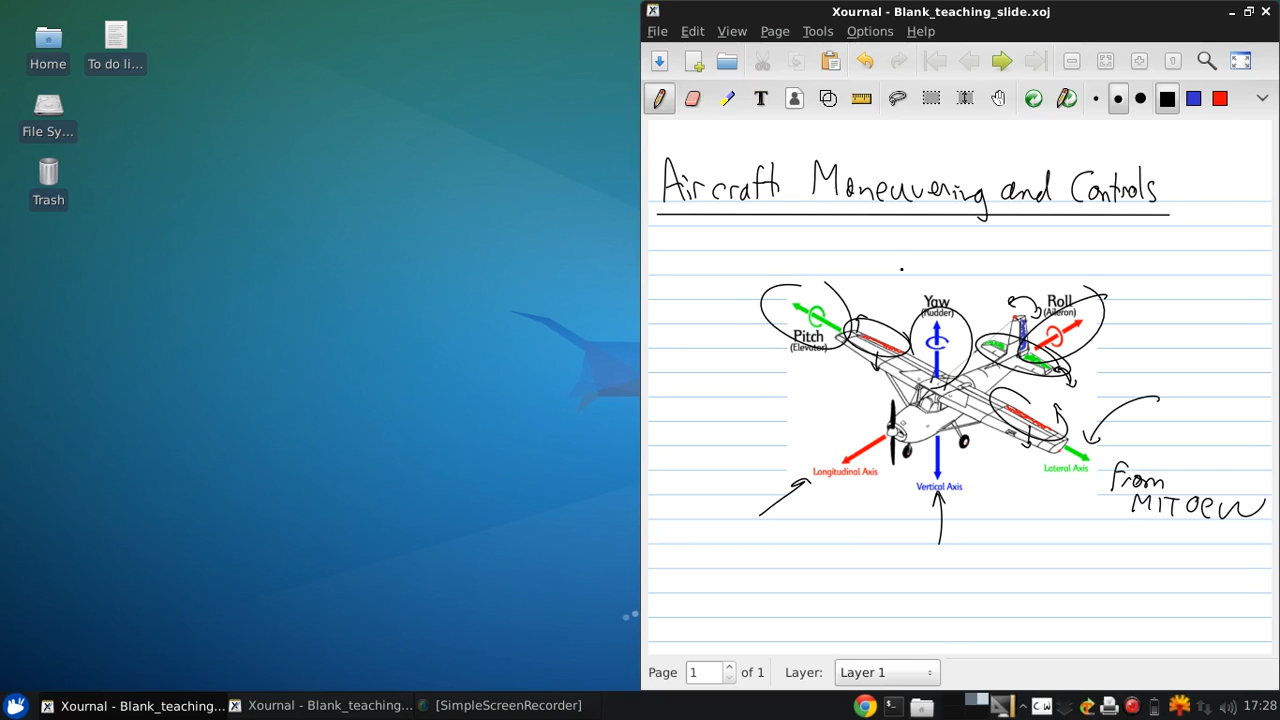 Xournal - Blank_teaching_slide.xoj
File Edit View Page Tools Options Help
Home
To do li...
File Sy...
Trash
Aircraft Maneuvering and Controls
Yaw
(Rudder)
Roll
(Aileron)
Pitch
(Elevator)
Longitudinal Axis
Lateral Axis
Vertical Axis
From
MIT OCW
Page 1 of 1 Layer: Layer 1
Xournal - Blank_teaching... Xournal - Blank_teaching... [SimpleScreenRecorder] 17:28